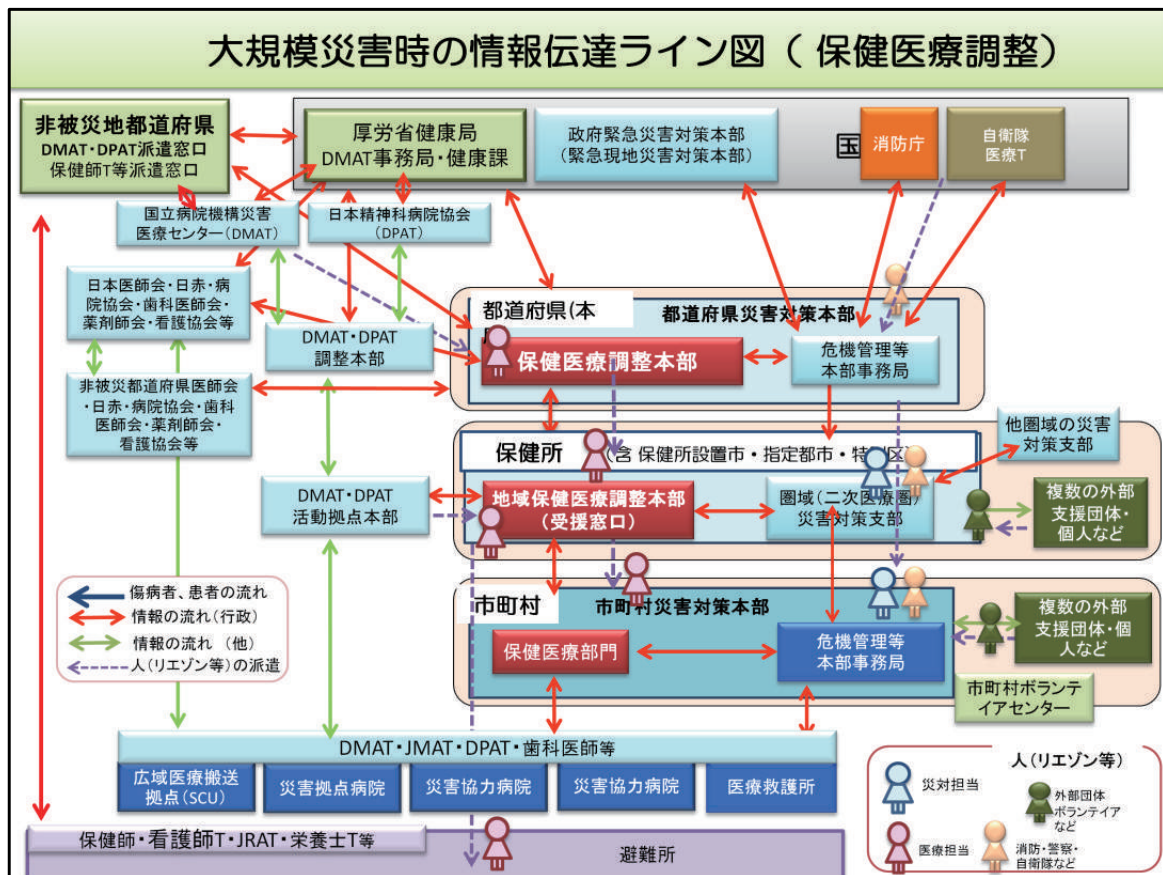 大規模災害時の情報伝達ライン図（ 保健医療調整）
非被災地都道府県
DMAT・DPAT派遣窓口
保健師T等派遣窓口
厚労省健康局
DMAT事務局・健康課
政府緊急災害対策本部
（緊急現地災害対策本部）
国
消防庁
自衛隊
医療T
国立病院機構災害
医療センター（DMAT）
日本精神科病院協会
（DPAT）
日本医師会・日赤・病
院協会・歯科医師会・
薬剤師会・看護協会等
DMAT・DPAT
調整本部
非被災都道府県医師会
・日赤・病院協会・歯科
医師会・薬剤師会・
看護協会等
都道府県(本
都道府県災害対策本部
保健医療調整本部
危機管理等
本部事務局
保健所
（含 保健所設置市・指定都市・特別区）
他圏域の災害
対策支部
DMAT・DPAT
活動拠点本部
地域保健医療調整本部
（受援窓口）
圏域（二次医療圏）
災害対策支部
複数の外部
支援団体・
個人など
傷病者、患者の流れ
情報の流れ（行政）
情報の流れ （他）
人（リエゾン等）の派遣
市町村
市町村災害対策本部
保健医療部門
危機管理等
本部事務局
複数の外部
支援団体・個
人など
市町村ボランテ
イアセンター
DMAT・JMAT・DPAT・歯科医師等
広域医療搬送
拠点（SCU）
災害拠点病院
災害協力病院
災害協力病院
医療救護所
保健師・看護師T・JRAT・栄養士T等
避難所
人（リエゾン等）
災対担当
外部団体
ボランテイア
など
医療担当
消防・警察・
自衛隊など